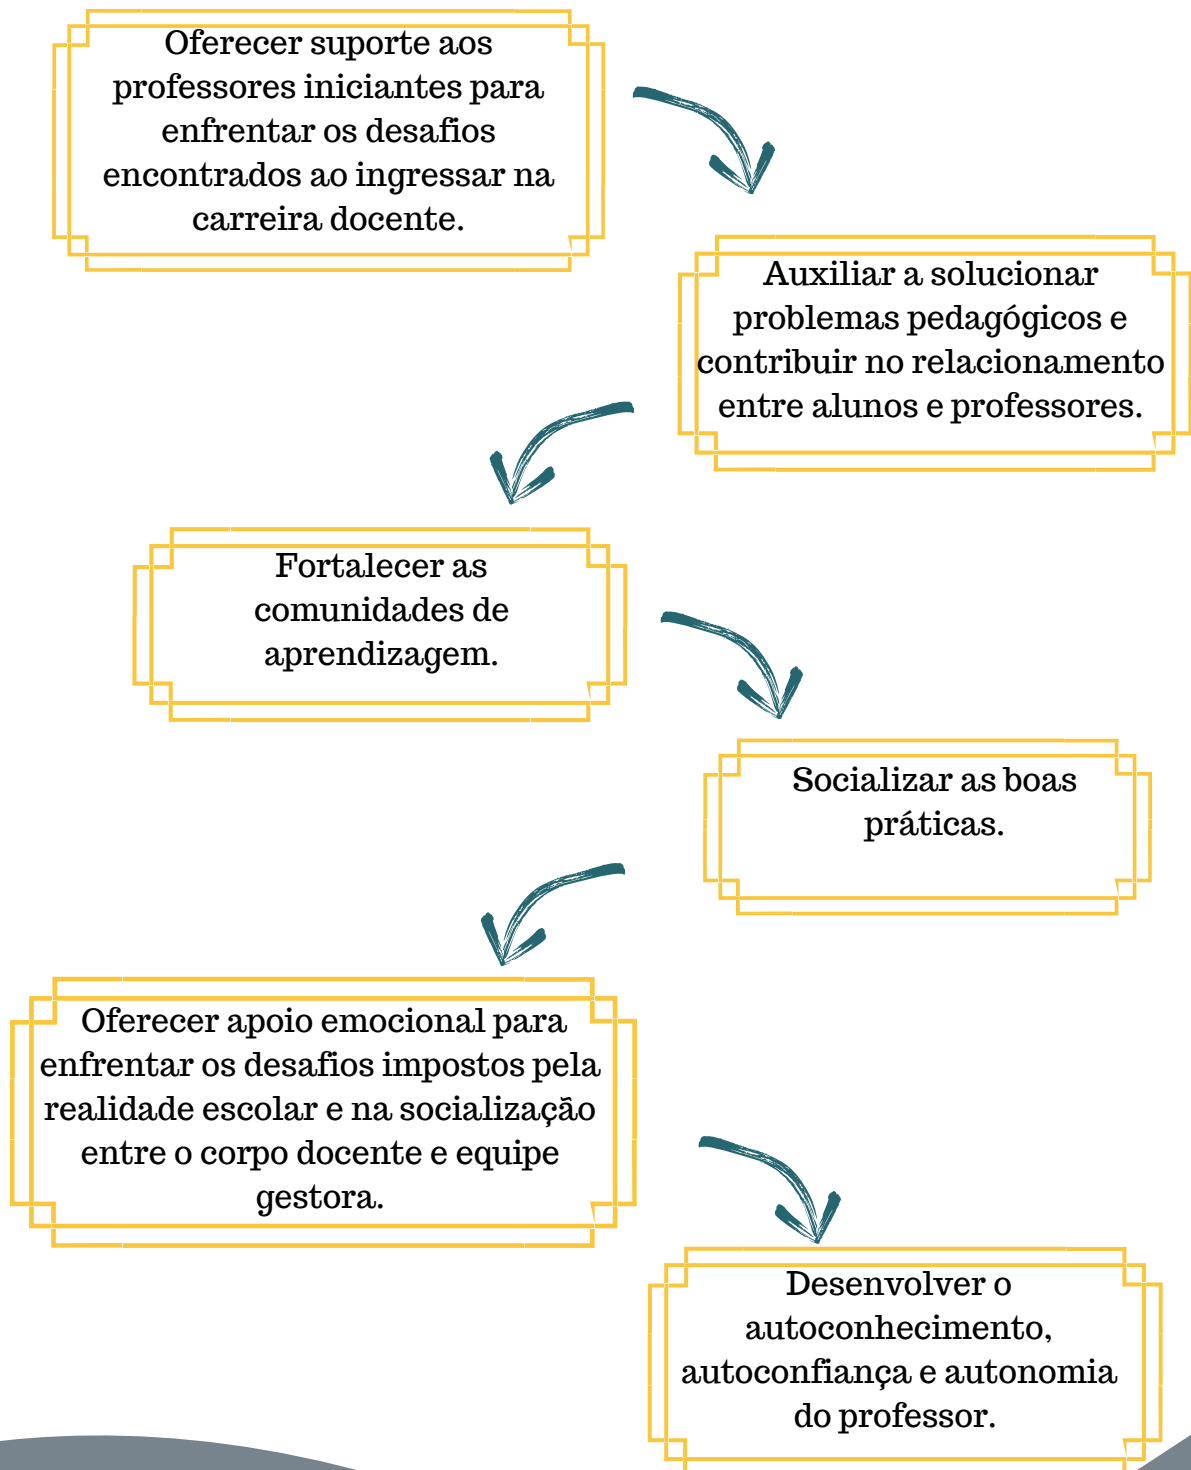 Oferecer suporte aos
professores iniciantes para
enfrentar os desafios
encontrados ao ingressar na
carreira docente.
Auxiliar a solucionar
problemas pedagógicos e
contribuir no relacionamento
entre alunos e professores.
Fortalecer as
comunidades de
aprendizagem.
Socializar as boas
práticas.
Oferecer apoio emocional para
enfrentar os desafios impostos pela
realidade escolar e na socialização
entre o corpo docente e equipe
gestora.
Desenvolver o
autoconhecimento,
autoconfiança e autonomia
do professor.